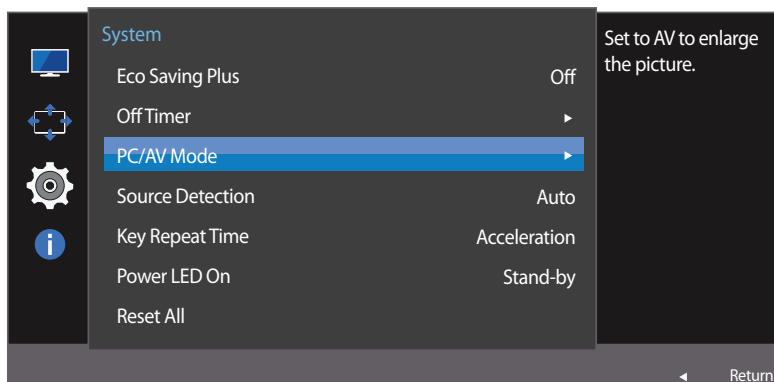 System
Eco Saving Plus Off
Off Timer
PC/AV Mode
Source Detection Auto
Key Repeat Time Acceleration
Power LED On Stand-by
Reset All
Set to AV to enlarge
the picture.
Return